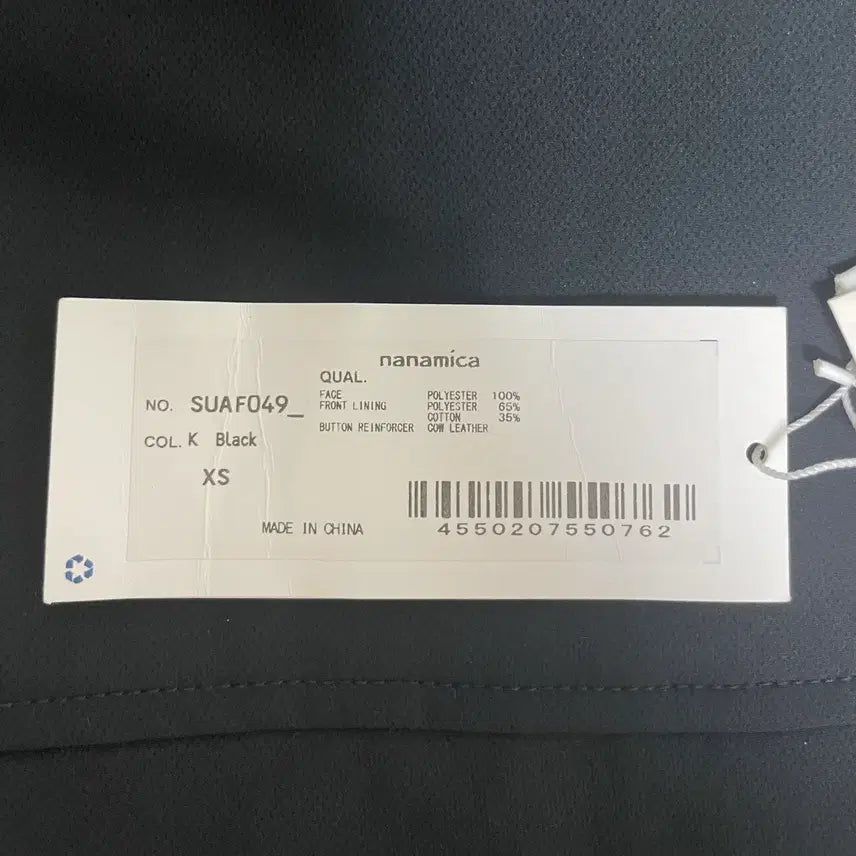 nanamica
QUAL.
NO. SUAF049_
FACE POLYESTER 100%
FRONT LINING POLYESTER 65%
COTTON 35%
BUTTON REINFORCER COW LEATHER
COL. K Black
XS
MADE IN CHINA
4550207550762